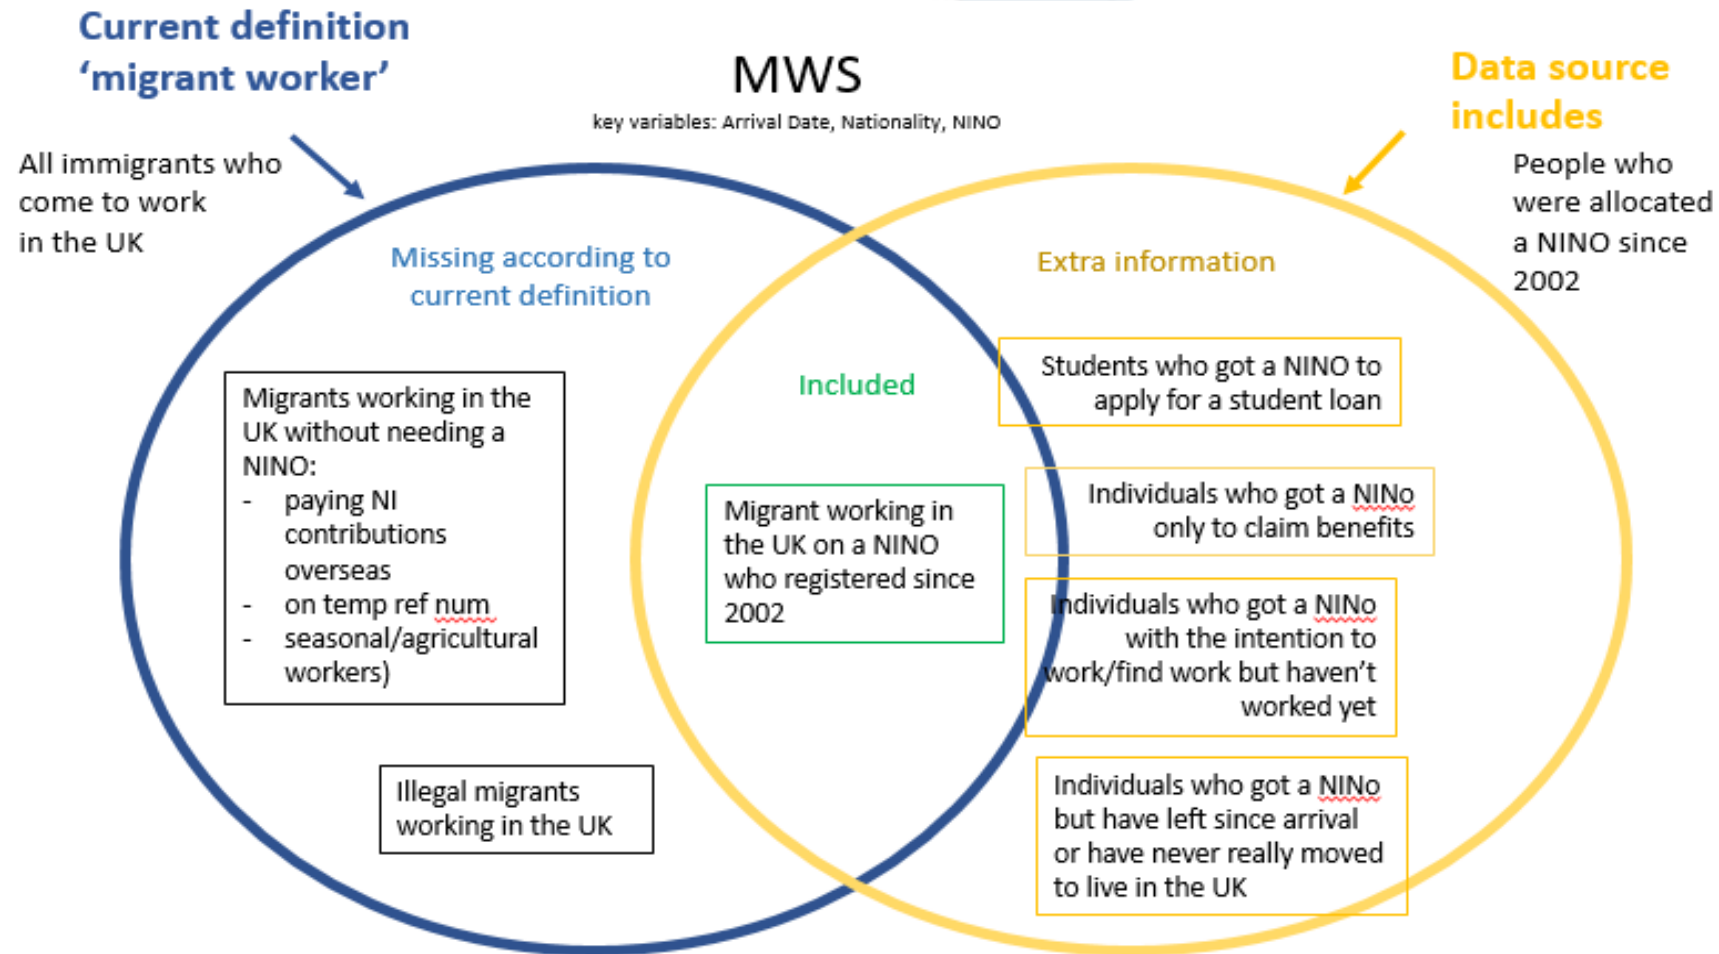 Current definition
‘migrant worker’
MWS
key variables: Arrival Date, Nationality, NINO
Data source
includes
All immigrants who
come to work
in the UK
People who
were allocated
a NINO since
2002
Missing according to
current definition
Extra information
Included
Migrants working in the
UK without needing a
NINO:
- paying NI
contributions
overseas
- on temp ref num
- seasonal/agricultural
workers)
Illegal migrants
working in the UK
Migrant working in
the UK on a NINO
who registered since
2002
Students who got a NINO to
apply for a student loan
Individuals who got a NINo
only to claim benefits
Individuals who got a NINo
with the intention to
work/find work but haven’t
worked yet
Individuals who got a NINo
but have left since arrival
or have never really moved
to live in the UK